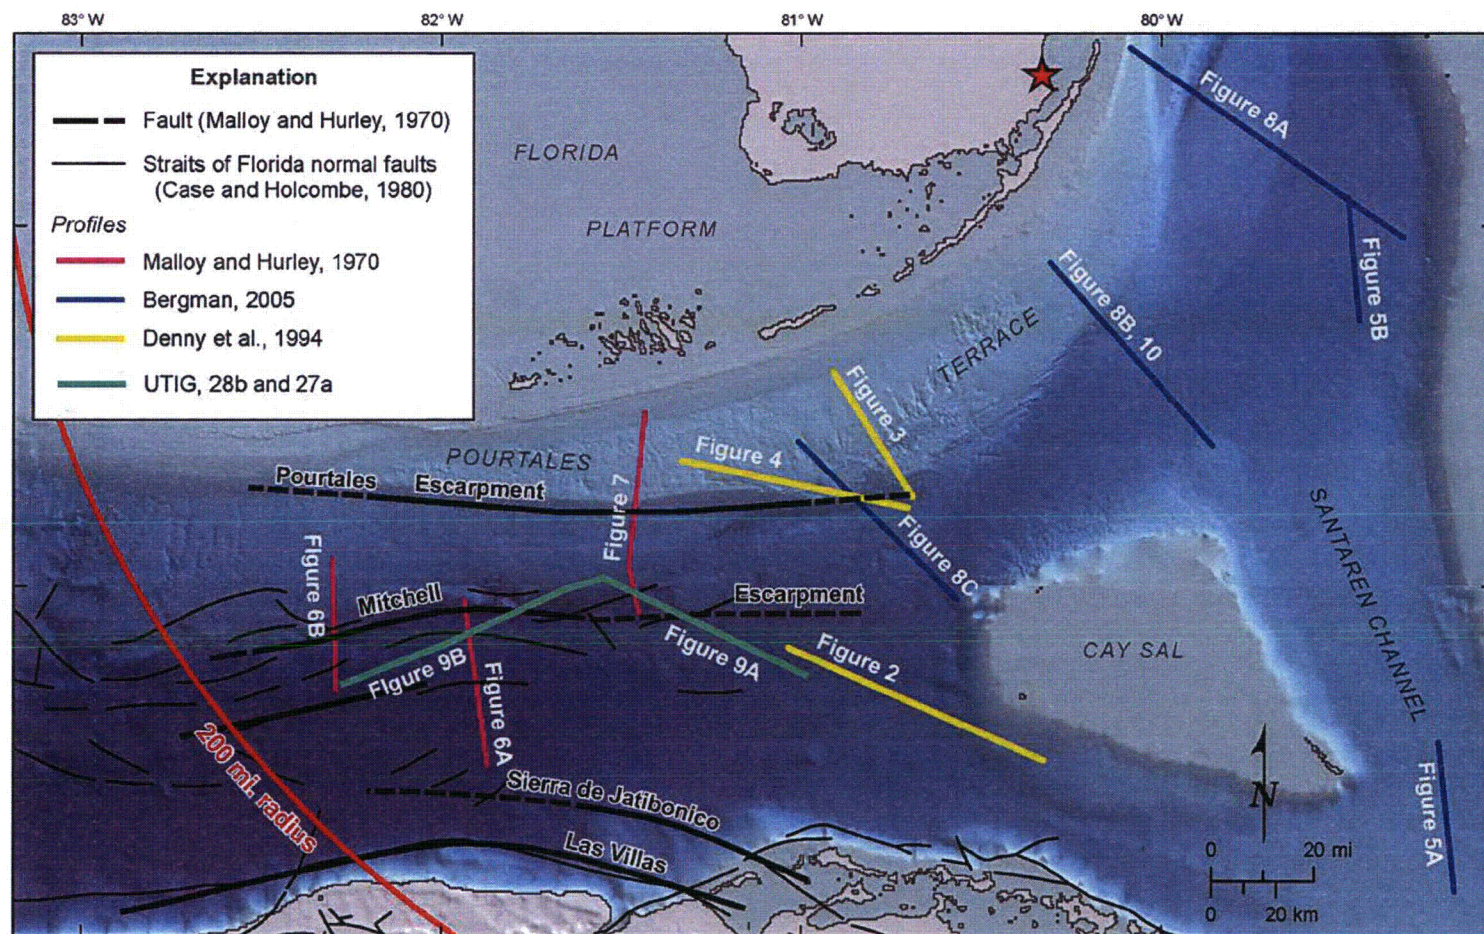 83° W
82° W
81° W
80° W
Explanation
Fault (Malloy and Hurley, 1970)
Straits of Florida normal faults
(Case and Holcombe, 1980)
Profiles
Malloy and Hurley, 1970
Bergman, 2005
Denny et al., 1994
UTIG, 28b and 27a
FLORIDA
PLATFORM
Figure 8A
Figure 5B
Figure 8B, 10
TERRACE
Figure 3
POURTALES
Figure 4
Pourtales Escarpment
Figure 7
Figure 8C
SANTAREN CHANNEL
FIgure 6B
Mitchell
Escarpment
CAY SAL
Figure 9A
Figure 2
FIgure 9B
Figure 6A
200 mi. radius
Sierra de Jatibonico
Las Villas
N
Figure 5A
0 20 mi
0 20 km